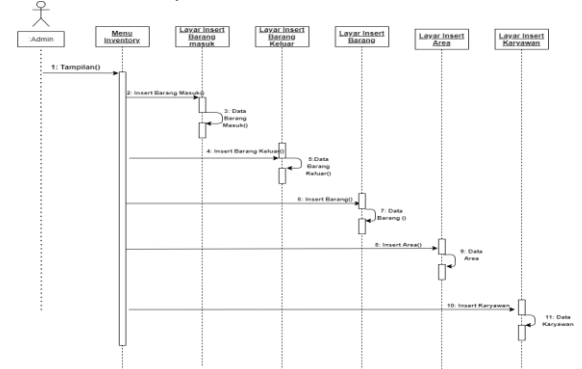 :Admin
Menu
Inventory
Layar Insert
Barang
masuk
Layar Insert
Barang
Keluar
Layar Insert
Barang
Layar Insert
Area
Layar Insert
Karyawan
1: Tampilan()
2: Insert Barang Masuk()
3: Data
Barang
Masuk()
4: Insert Barang Keluar()
5:Data
Barang
Keluar()
6: Insert Barang()
7: Data
Barang ()
8: Insert Area()
9: Data
Area
10: Insert Karyawan
11: Data
Karyawan